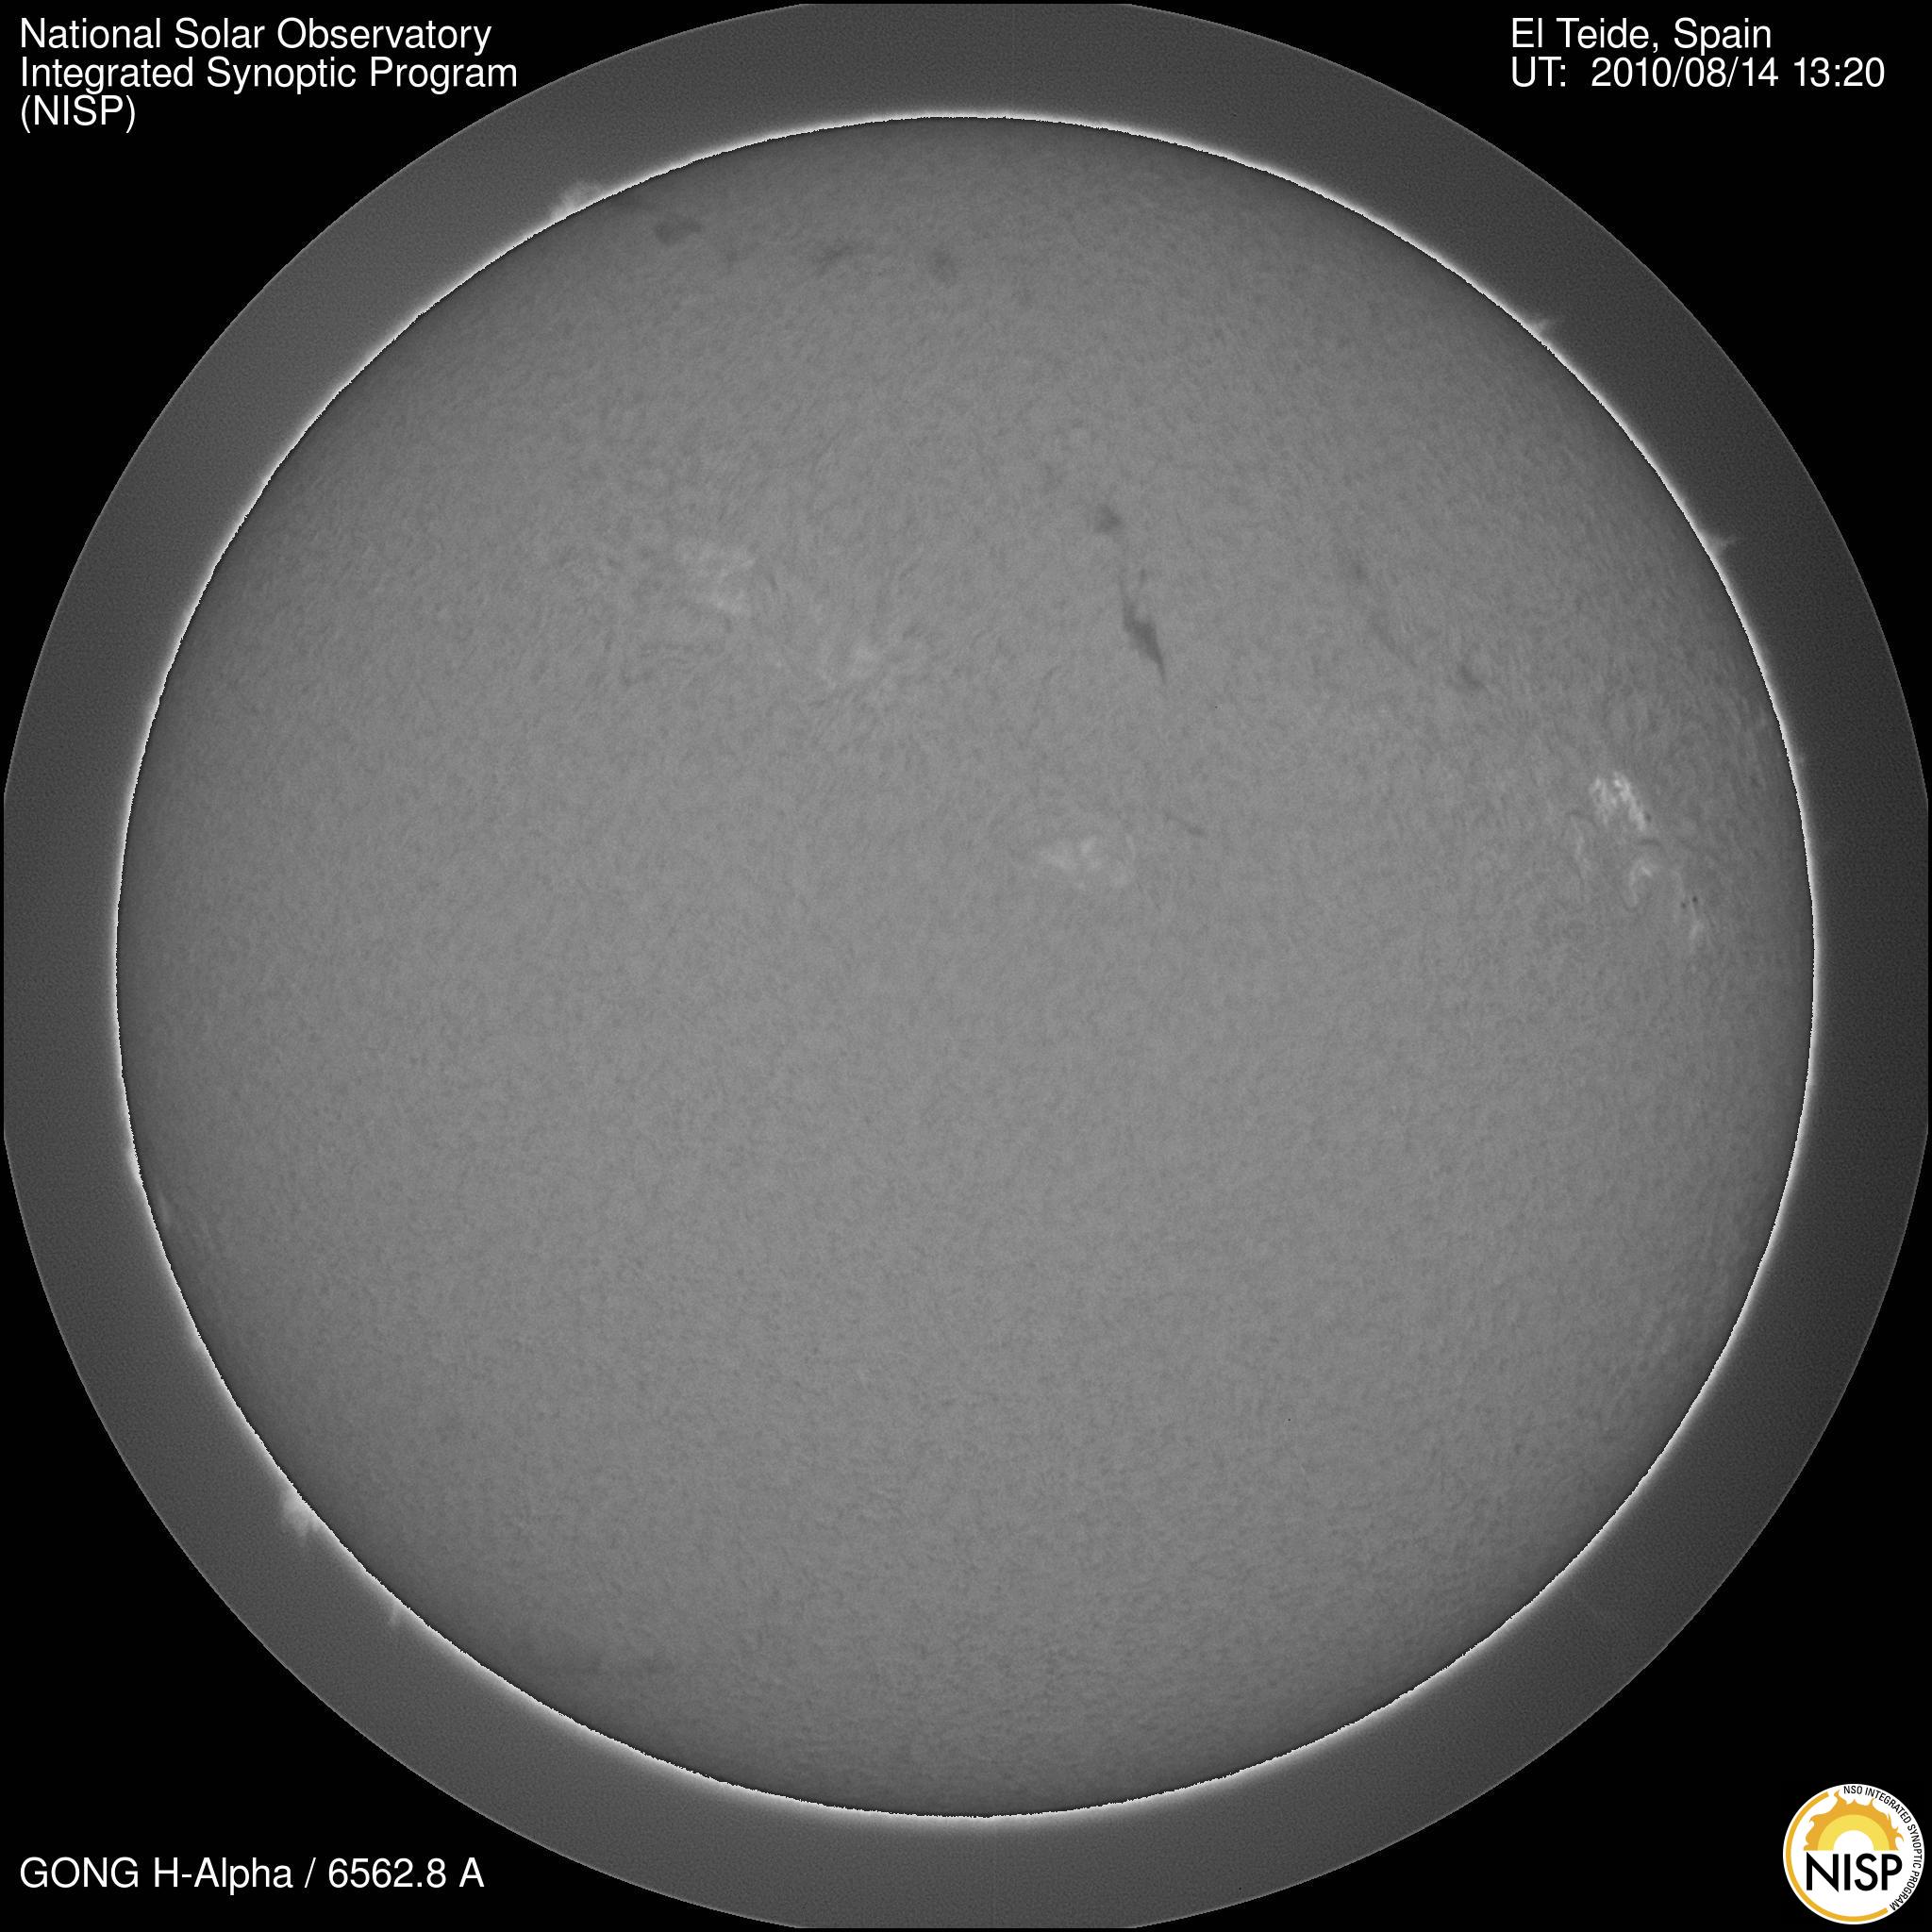 National Solar Observatory
Integrated Synoptic Program
(NISP)
El Teide, Spain
UT: 2010/08/14 13:20
GONG H-Alpha / 6562.8 A
NSO INTEGRATED SYNOPTIC PROGRAM
NISP